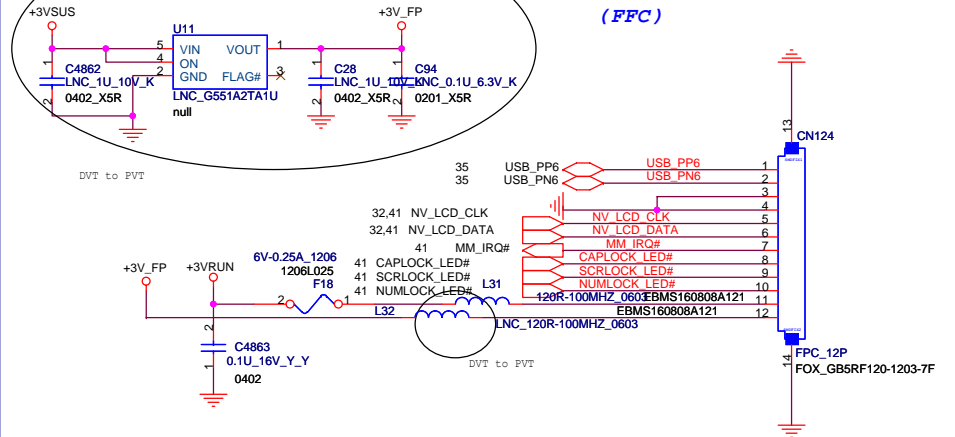 (FFC)
+3VSUS
+3V_FP
U11
5 VIN VOUT 1
4 ON
2 GND FLAG# 3
LNC_G551A2TA1U
null
1
C4862
LNC_1U_10V_K
0402_X5R
2
1
C28
LNC_1U_10V_K
0402_X5R
2
1
C94
LNC_0.1U_6.3V_K
0201_X5R
2
DVT to PVT
13
CN124
35 USB_PP6 USB_PP6 1
35 USB_PN6 USB_PN6 2
3
4
32,41 NV_LCD_CLK NV_LCD_CLK 5
32,41 NV_LCD_DATA NV_LCD_DATA 6
41 MM_IRQ# MM_IRQ# 7
41 CAPLOCK_LED# CAPLOCK_LED# 8
41 SCRLOCK_LED# SCRLOCK_LED# 9
41 NUMLOCK_LED# NUMLOCK_LED# 10
11
12
+3V_FP
+3VRUN
6V-0.25A_1206
1206L025
F18
2 1
L31
120R-100MHZ_0603
EBMS160808A121
L32
EBMS160808A121
LNC_120R-100MHZ_0603
DVT to PVT
2
C4863
0.1U_16V_Y_Y
0402
1
14
FPC_12P
FOX_GB5RF120-1203-7F